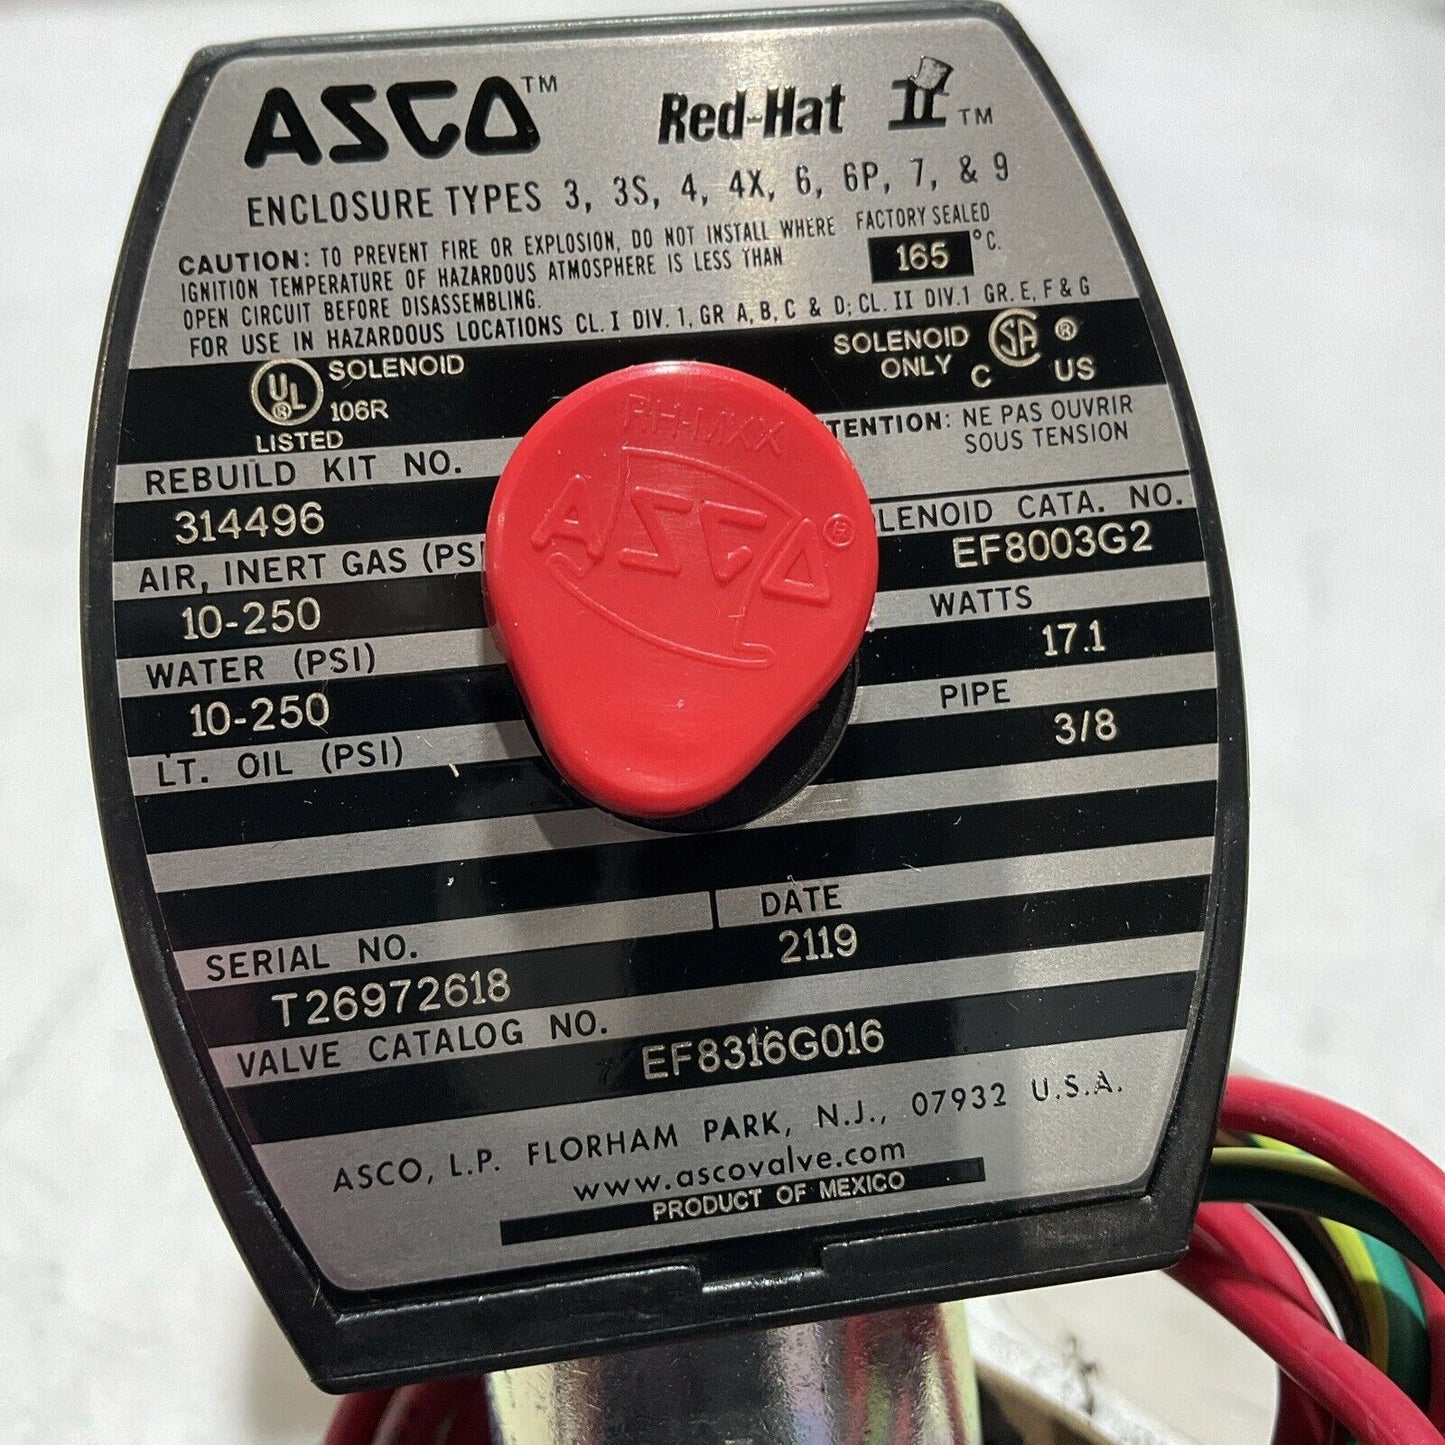 ASCO™ Red-Hat II™
ENCLOSURE TYPES 3, 3S, 4, 4X, 6, 6P, 7, & 9
CAUTION: TO PREVENT FIRE OR EXPLOSION, DO NOT INSTALL WHERE
IGNITION TEMPERATURE OF HAZARDOUS ATMOSPHERE IS LESS THAN
FACTORY SEALED
165 °C.
OPEN CIRCUIT BEFORE DISASSEMBLING.
FOR USE IN HAZARDOUS LOCATIONS CL. I DIV. 1, GR A, B, C & D; CL. II DIV.1 GR. E, F & G
UL® SOLENOID
106R
LISTED
SOLENOID
ONLY
C SA ® US
TENTION: NE PAS OUVRIR
SOUS TENSION
RH-MXX
ASCO®
REBUILD KIT NO.
314496
LENOID CATA. NO.
EF8003G2
AIR, INERT GAS (PS
10-250
WATTS
17.1
WATER (PSI)
10-250
PIPE
3/8
LT. OIL (PSI)
SERIAL NO.
T26972618
DATE
2119
VALVE CATALOG NO.
EF8316G016
ASCO, L.P. FLORHAM PARK, N.J., 07932 U.S.A.
www.ascovalve.com
PRODUCT OF MEXICO